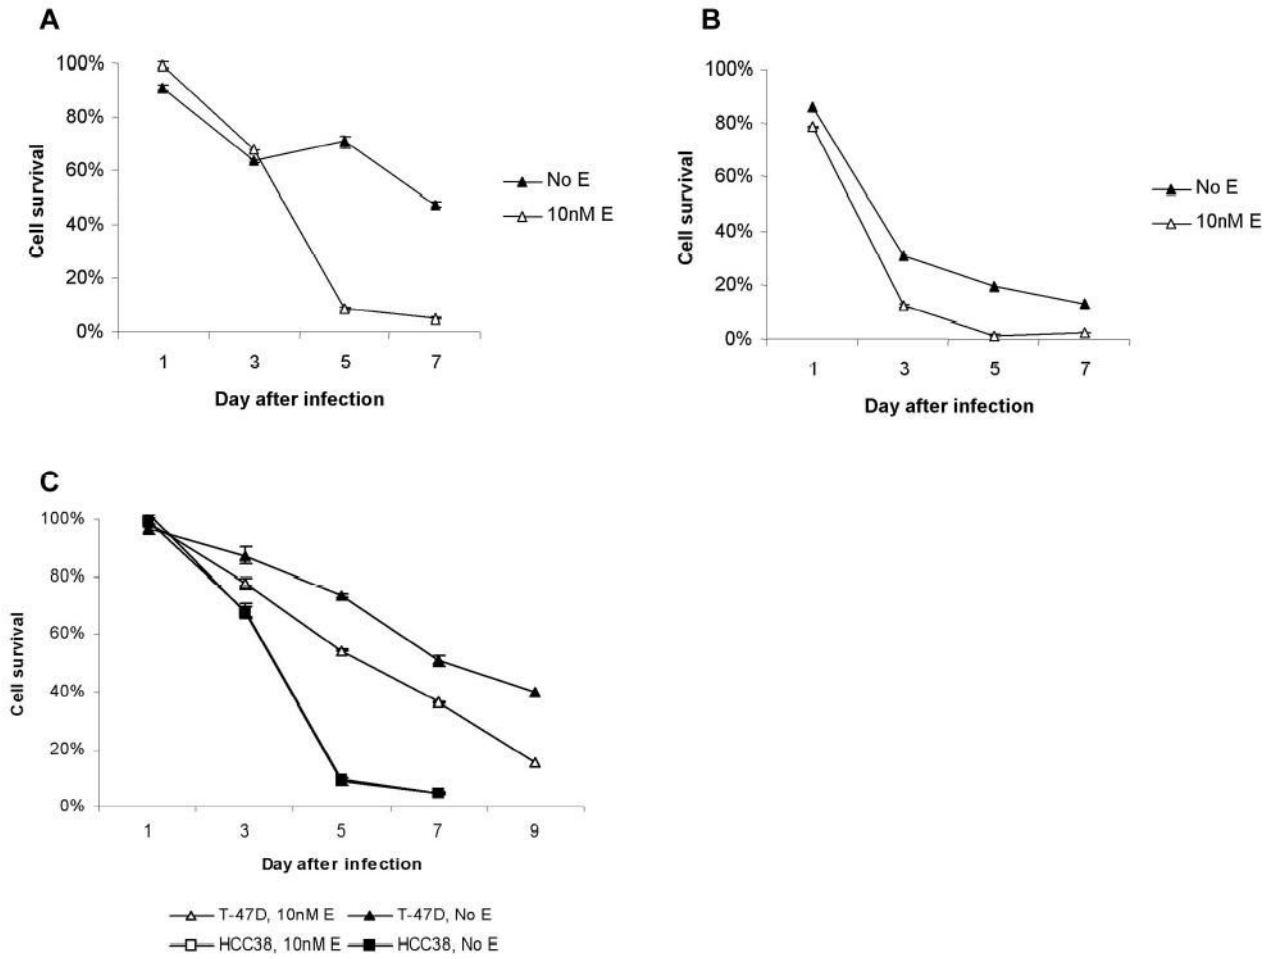 A
100%
80%
60%
40%
20%
0%
Cell survival
1 3 5 7
Day after infection
No E
10nM E
B
100%
80%
60%
40%
20%
0%
Cell survival
1 3 5 7
Day after infection
No E
10nM E
C
100%
80%
60%
40%
20%
0%
Cell survival
1 3 5 7 9
Day after infection
T-47D, 10nM E T-47D, No E
HCC38, 10nM E HCC38, No E